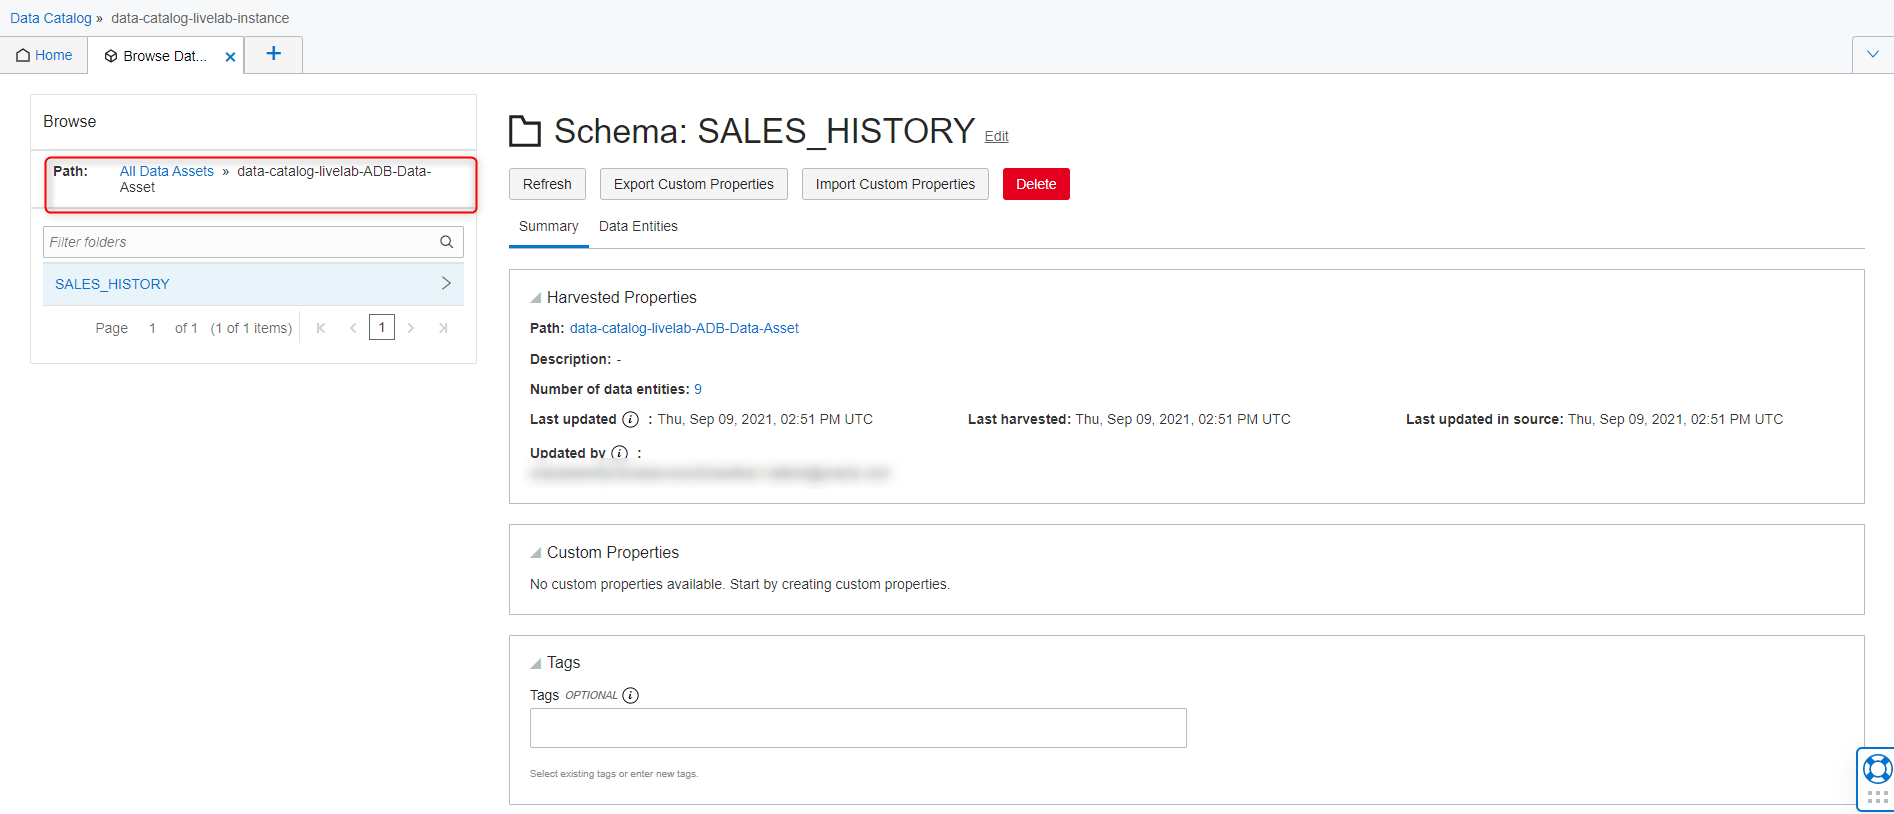 Data Catalog » data-catalog-livelab-instance
Home
Browse Dat...
Browse
Path: All Data Assets » data-catalog-livelab-ADB-Data-
Asset
Filter folders
SALES_HISTORY
Page 1 of 1 (1 of 1 items) 1
Schema: SALES_HISTORY Edit
Refresh Export Custom Properties Import Custom Properties Delete
Summary Data Entities
Harvested Properties
Path: data-catalog-livelab-ADB-Data-Asset
Description: -
Number of data entities: 9
Last updated i : Thu, Sep 09, 2021, 02:51 PM UTC Last harvested: Thu, Sep 09, 2021, 02:51 PM UTC Last updated in source: Thu, Sep 09, 2021, 02:51 PM UTC
Updated by i :
Custom Properties
No custom properties available. Start by creating custom properties.
Tags
Tags OPTIONAL i
Select existing tags or enter new tags.